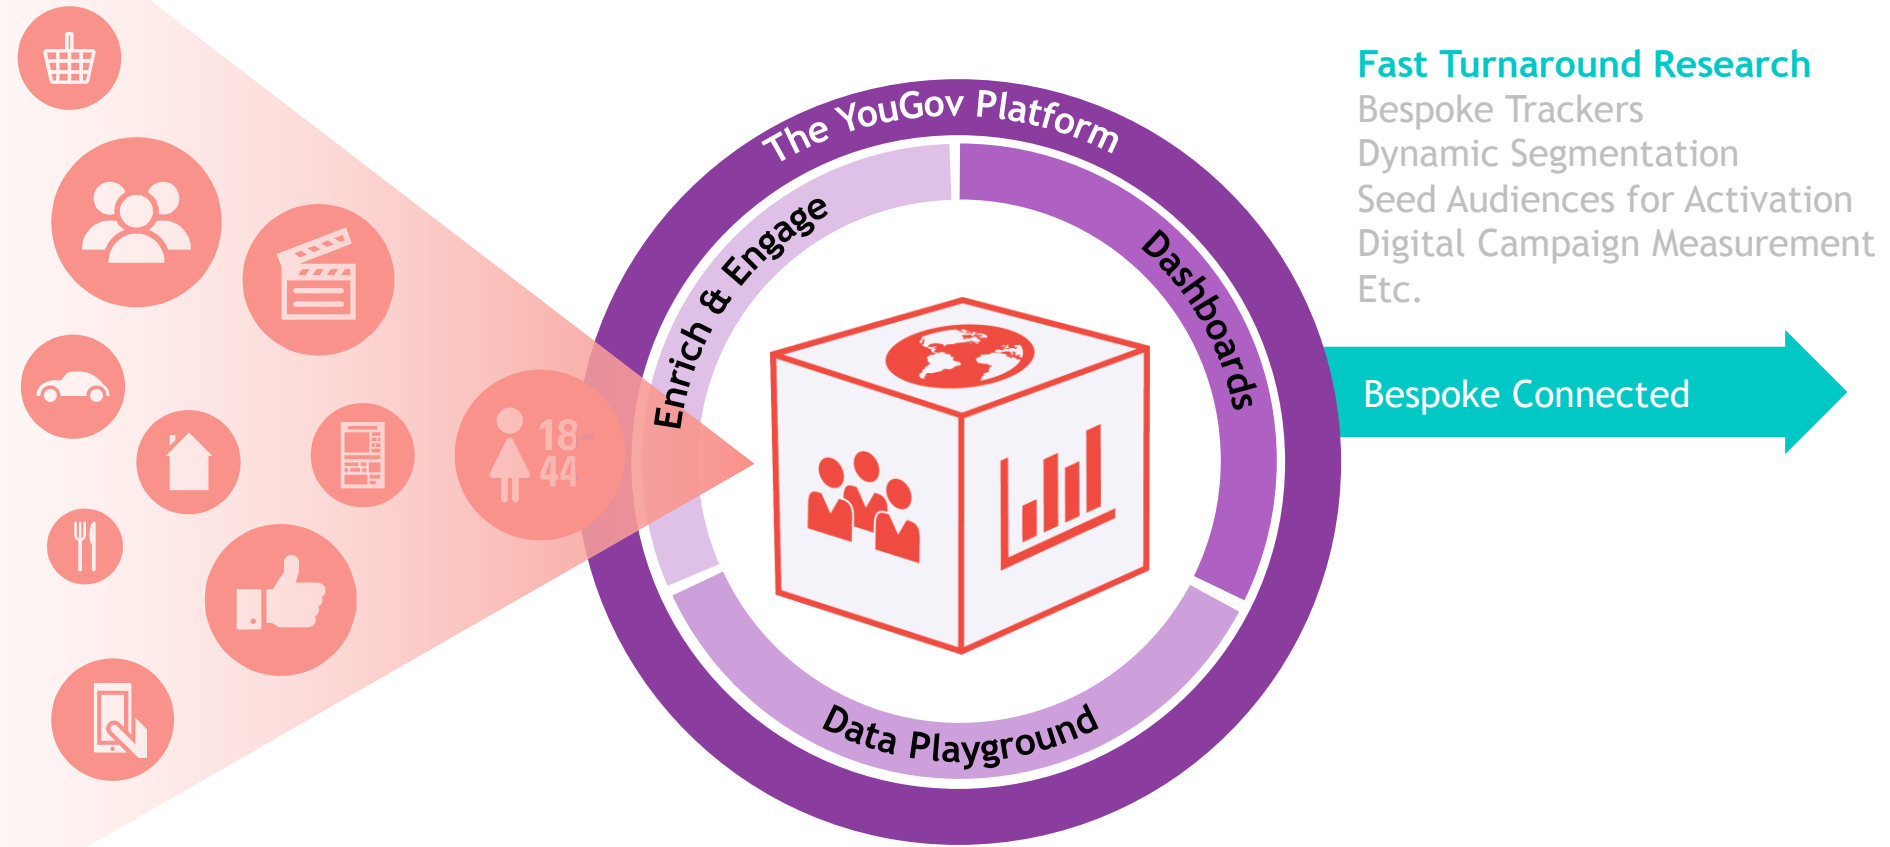 The YouGov Platform
Enrich & Engage
Dashboards
Data Playground
18-
44
Fast Turnaround Research
Bespoke Trackers
Dynamic Segmentation
Seed Audiences for Activation
Digital Campaign Measurement
Etc.
Bespoke Connected